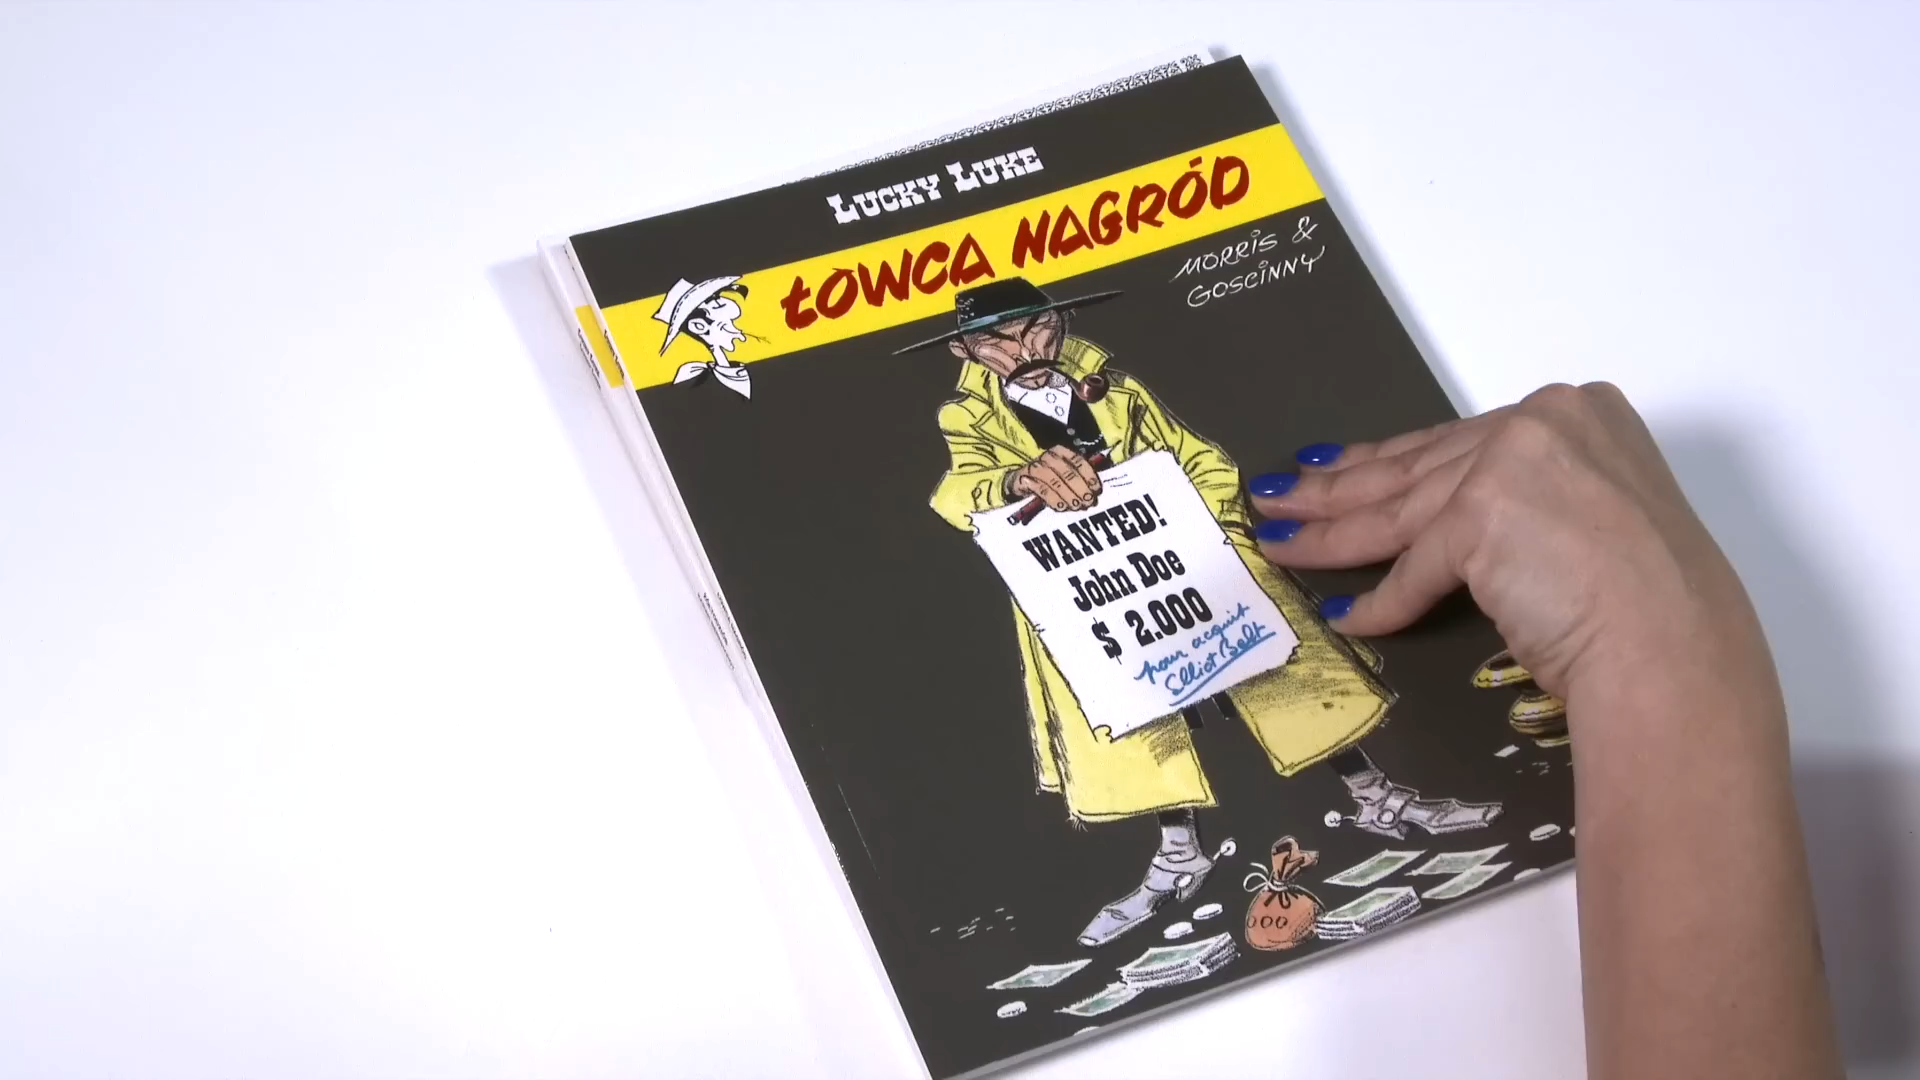 LUCKY LUKE
ŁOWCA NAGRÓD
MORRIS &
GOSCINNY
WANTED!
John Doe
$ 2.000
pour acquit
Elliot Belt